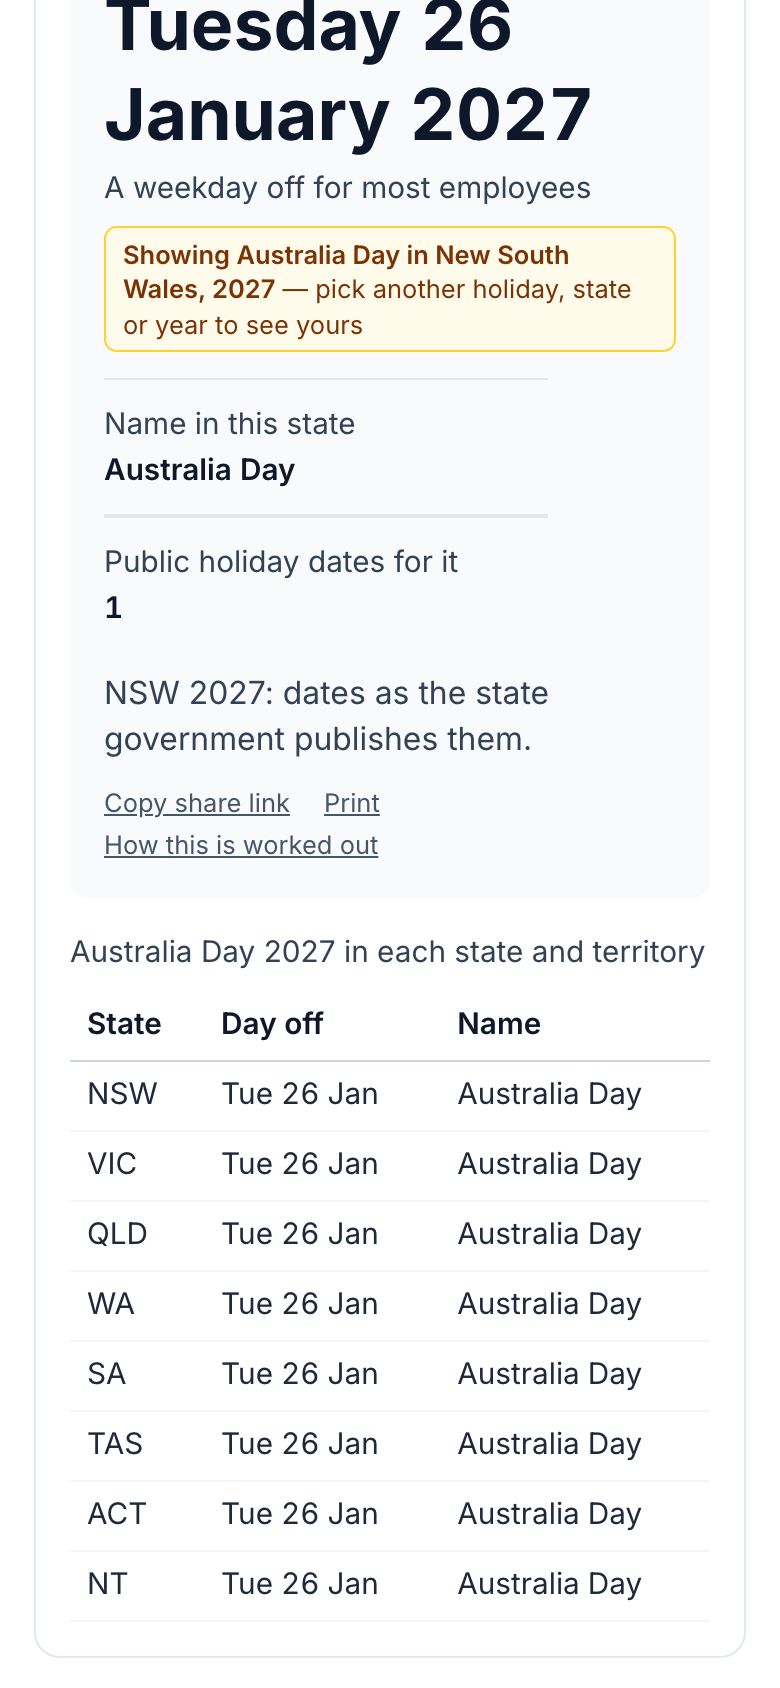 Tuesday 26
January 2027
A weekday off for most employees
Showing Australia Day in New South
Wales, 2027 — pick another holiday, state
or year to see yours
Name in this state
Australia Day
Public holiday dates for it
1
NSW 2027: dates as the state
government publishes them.
Copy share link Print
How this is worked out
Australia Day 2027 in each state and territory
State Day off Name
NSW Tue 26 Jan Australia Day
VIC Tue 26 Jan Australia Day
QLD Tue 26 Jan Australia Day
WA Tue 26 Jan Australia Day
SA Tue 26 Jan Australia Day
TAS Tue 26 Jan Australia Day
ACT Tue 26 Jan Australia Day
NT Tue 26 Jan Australia Day